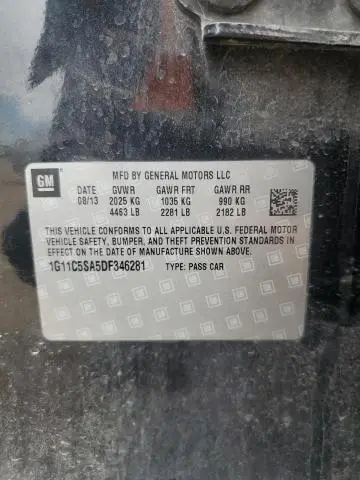 GM
MFD BY GENERAL MOTORS LLC
DATE GVWR GAWR FRT GAWR RR
08/13 2025 KG 1035 KG 990 KG
4463 LB 2281 LB 2182 LB
THIS VEHICLE CONFORMS TO ALL APPLICABLE U.S. FEDERAL MOTOR
VEHICLE SAFETY, BUMPER, AND THEFT PREVENTION STANDARDS IN
EFFECT ON THE DATE OF MANUFACTURE SHOWN ABOVE.
1G11C5SA5DF346281 TYPE: PASS CAR